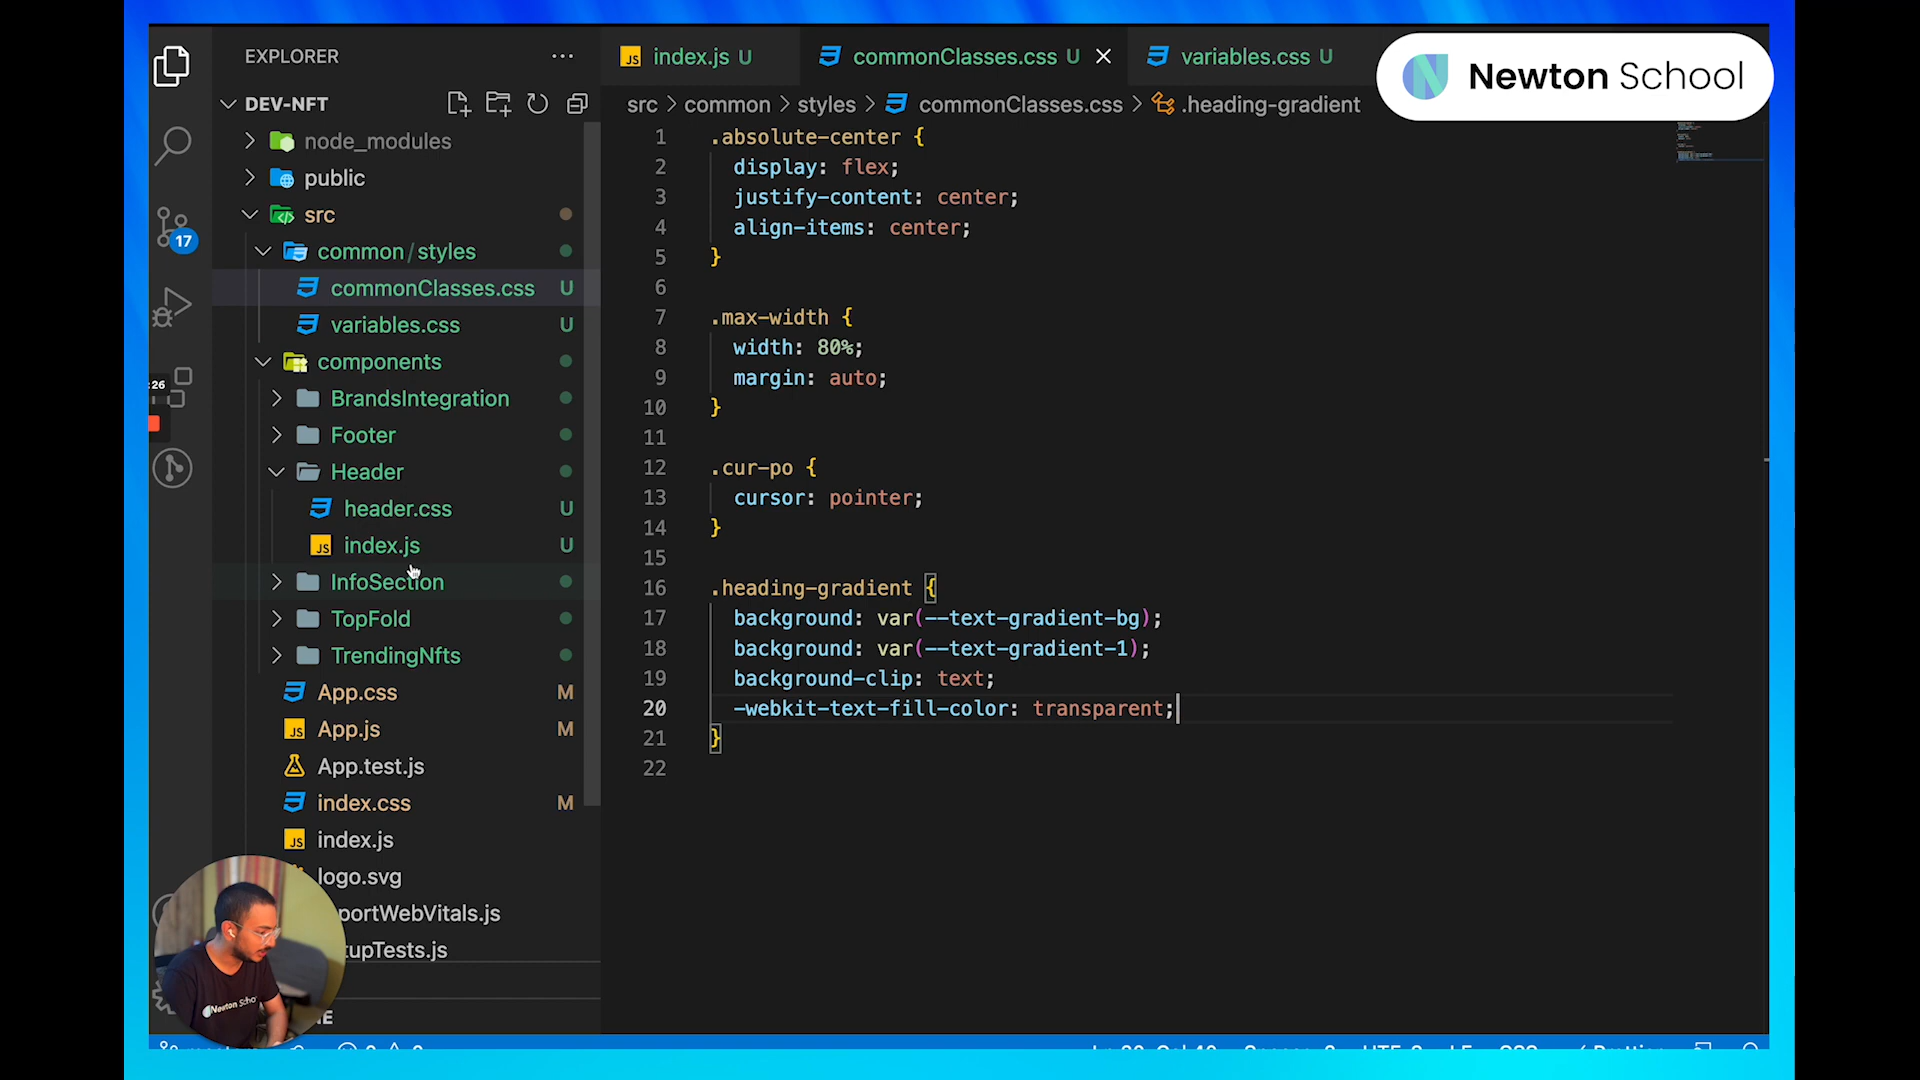 EXPLORER
DEV-NFT
node_modules
public
src
common/styles
commonClasses.css U
variables.css U
components
BrandsIntegration
Footer
Header
header.css U
index.js U
InfoSection
TopFold
TrendingNfts
App.css M
App.js M
App.test.js
index.css M
index.js
logo.svg
portWebVitals.js
tupTests.js
17
:26
index.js U
commonClasses.css U
variables.css U
Newton School
src > common > styles > commonClasses.css > .heading-gradient
1 .absolute-center {
2 display: flex;
3 justify-content: center;
4 align-items: center;
5 }
6
7 .max-width {
8 width: 80%;
9 margin: auto;
10 }
11
12 .cur-po {
13 cursor: pointer;
14 }
15
16 .heading-gradient {
17 background: var(--text-gradient-bg);
18 background: var(--text-gradient-1);
19 background-clip: text;
20 -webkit-text-fill-color: transparent;
21 }
22
Newton Scho